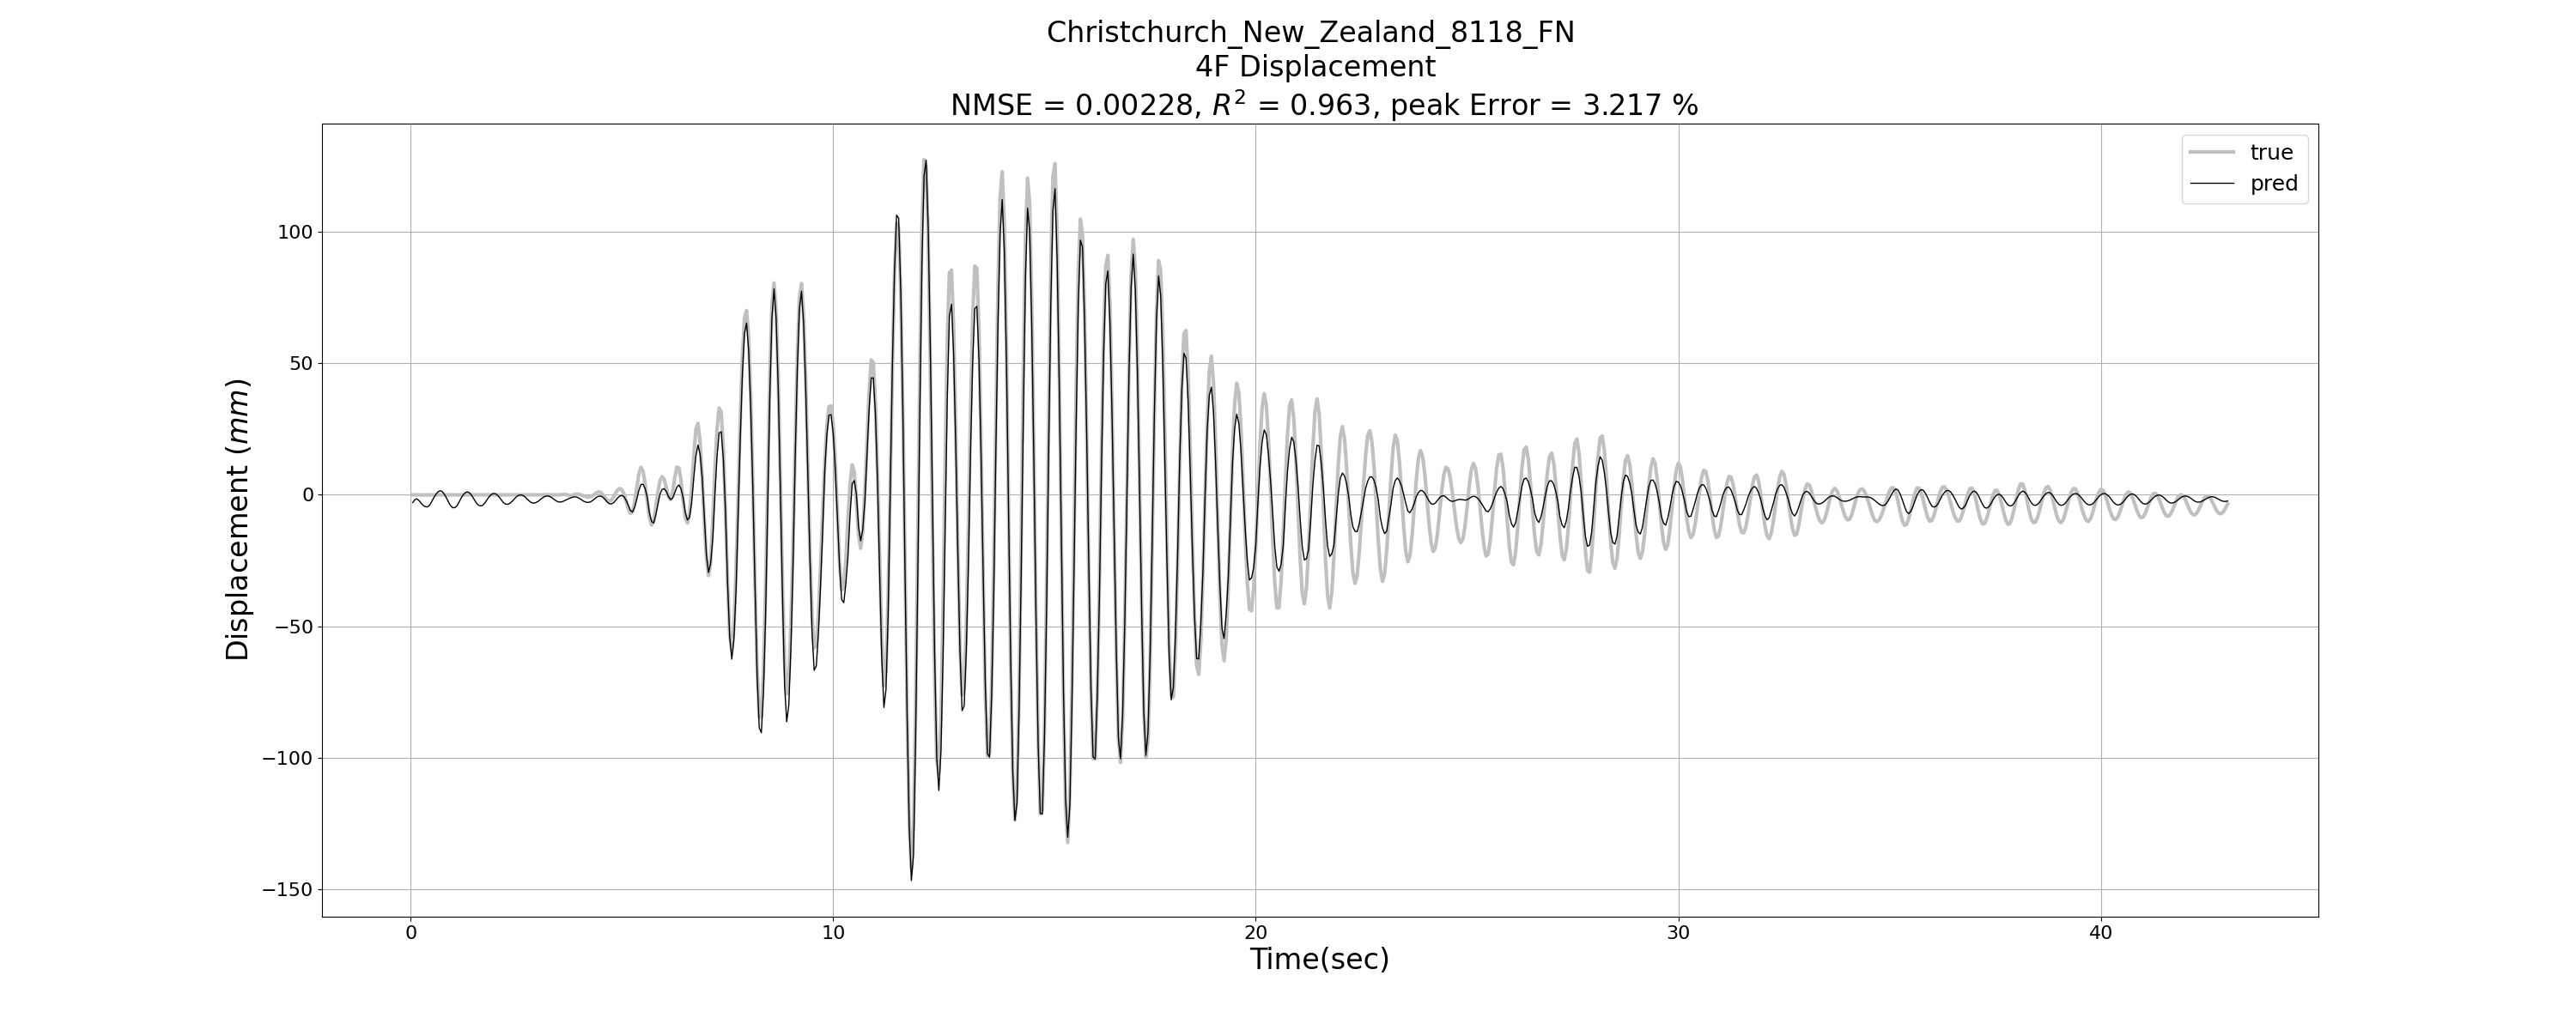 Christchurch_New_Zealand_8118_FN
4F Displacement
NMSE = 0.00228, R² = 0.963, peak Error = 3.217 %
true
pred
Displacement (mm)
100
50
0
−50
−100
−150
0
10
20
30
40
Time(sec)